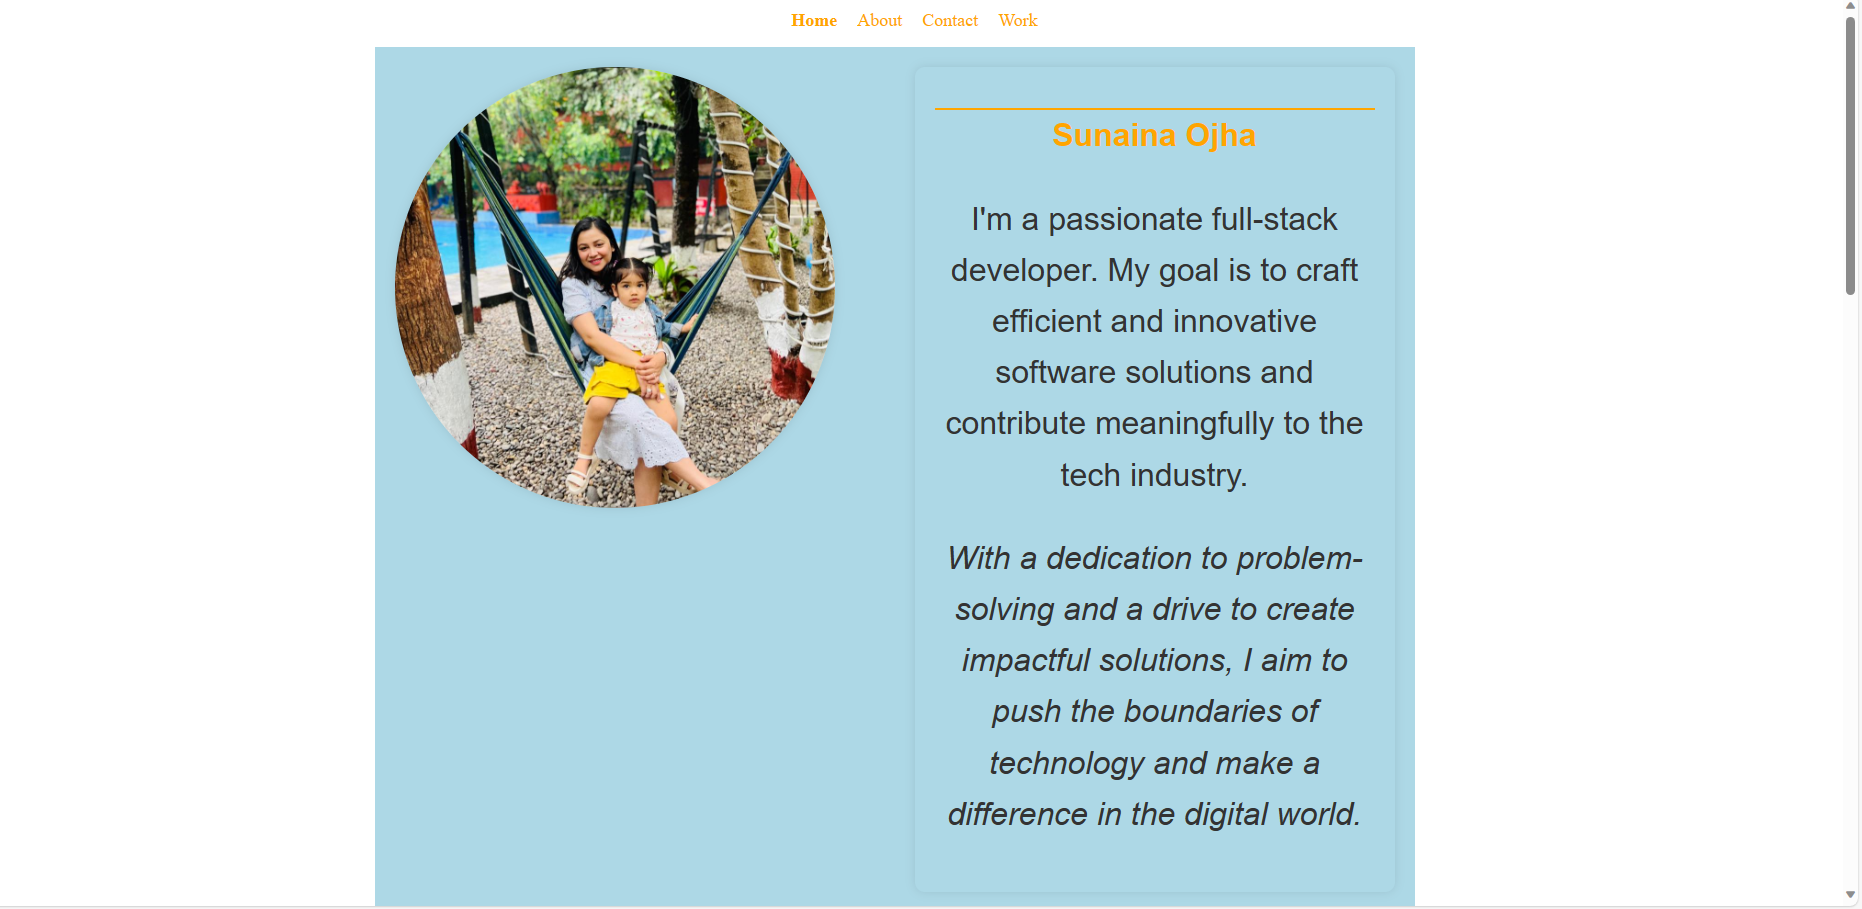 Home About Contact Work
Sunaina Ojha
I'm a passionate full-stack
developer. My goal is to craft
efficient and innovative
software solutions and
contribute meaningfully to the
tech industry.
With a dedication to problem-
solving and a drive to create
impactful solutions, I aim to
push the boundaries of
technology and make a
difference in the digital world.